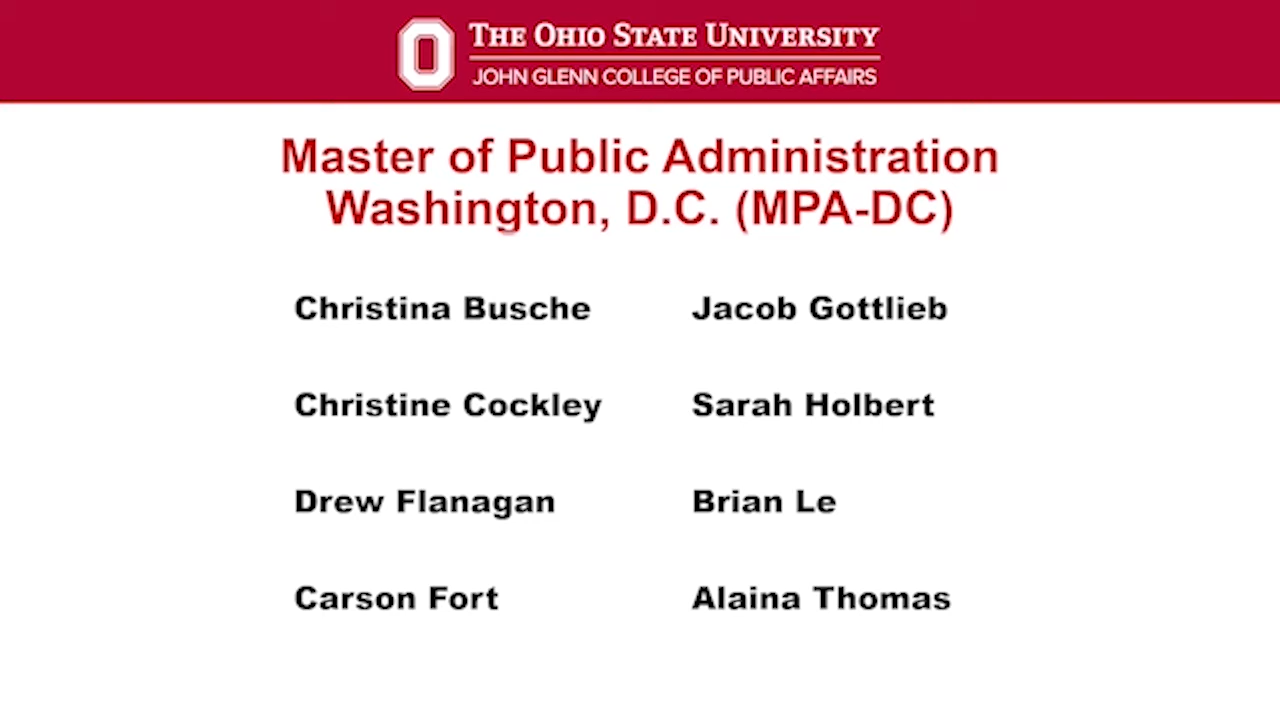 THE OHIO STATE UNIVERSITY
JOHN GLENN COLLEGE OF PUBLIC AFFAIRS
Master of Public Administration
Washington, D.C. (MPA-DC)
Christina Busche
Christine Cockley
Drew Flanagan
Carson Fort
Jacob Gottlieb
Sarah Holbert
Brian Le
Alaina Thomas